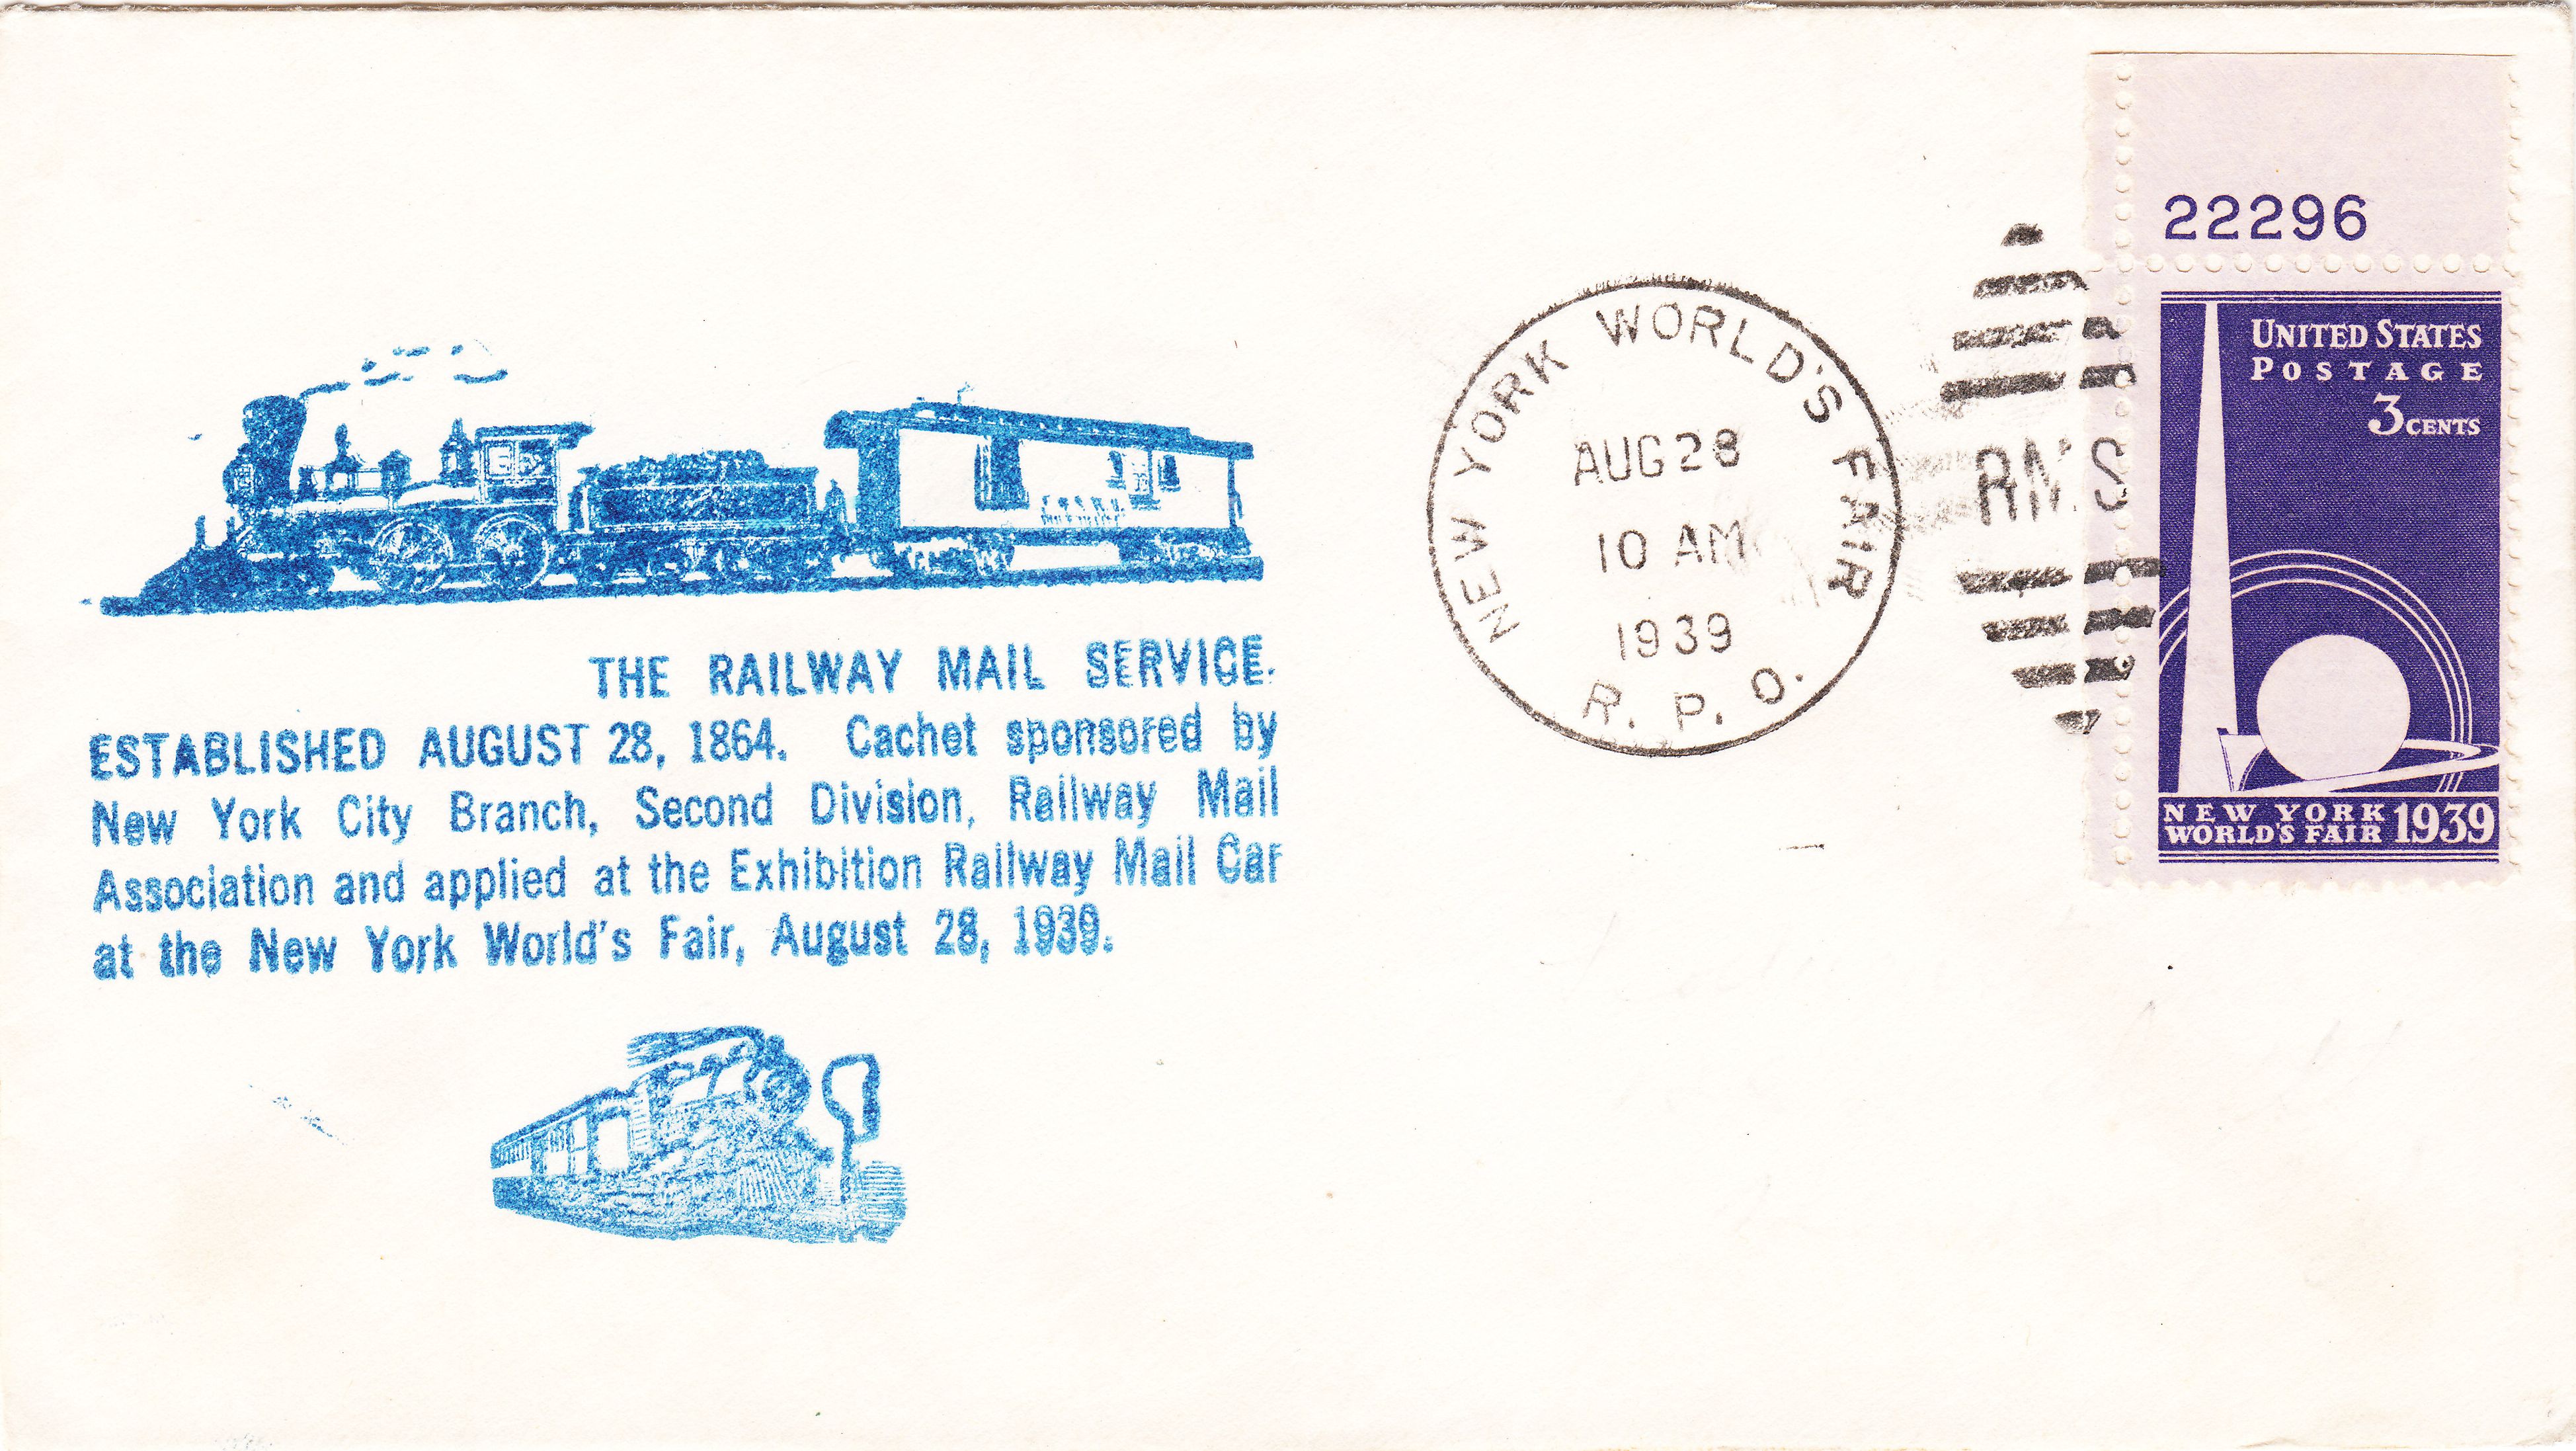 THE RAILWAY MAIL SERVICE.
ESTABLISHED AUGUST 28, 1864. Cachet sponsored by
New York City Branch, Second Division, Railway Mail
Association and applied at the Exhibition Railway Mail Car
at the New York World's Fair, August 28, 1939.
NEW YORK WORLD'S FAIR
AUG 28
10 AM
1939
R. P. O.
RMS
22296
UNITED STATES
POSTAGE
3 CENTS
NEW YORK
WORLD'S FAIR 1939